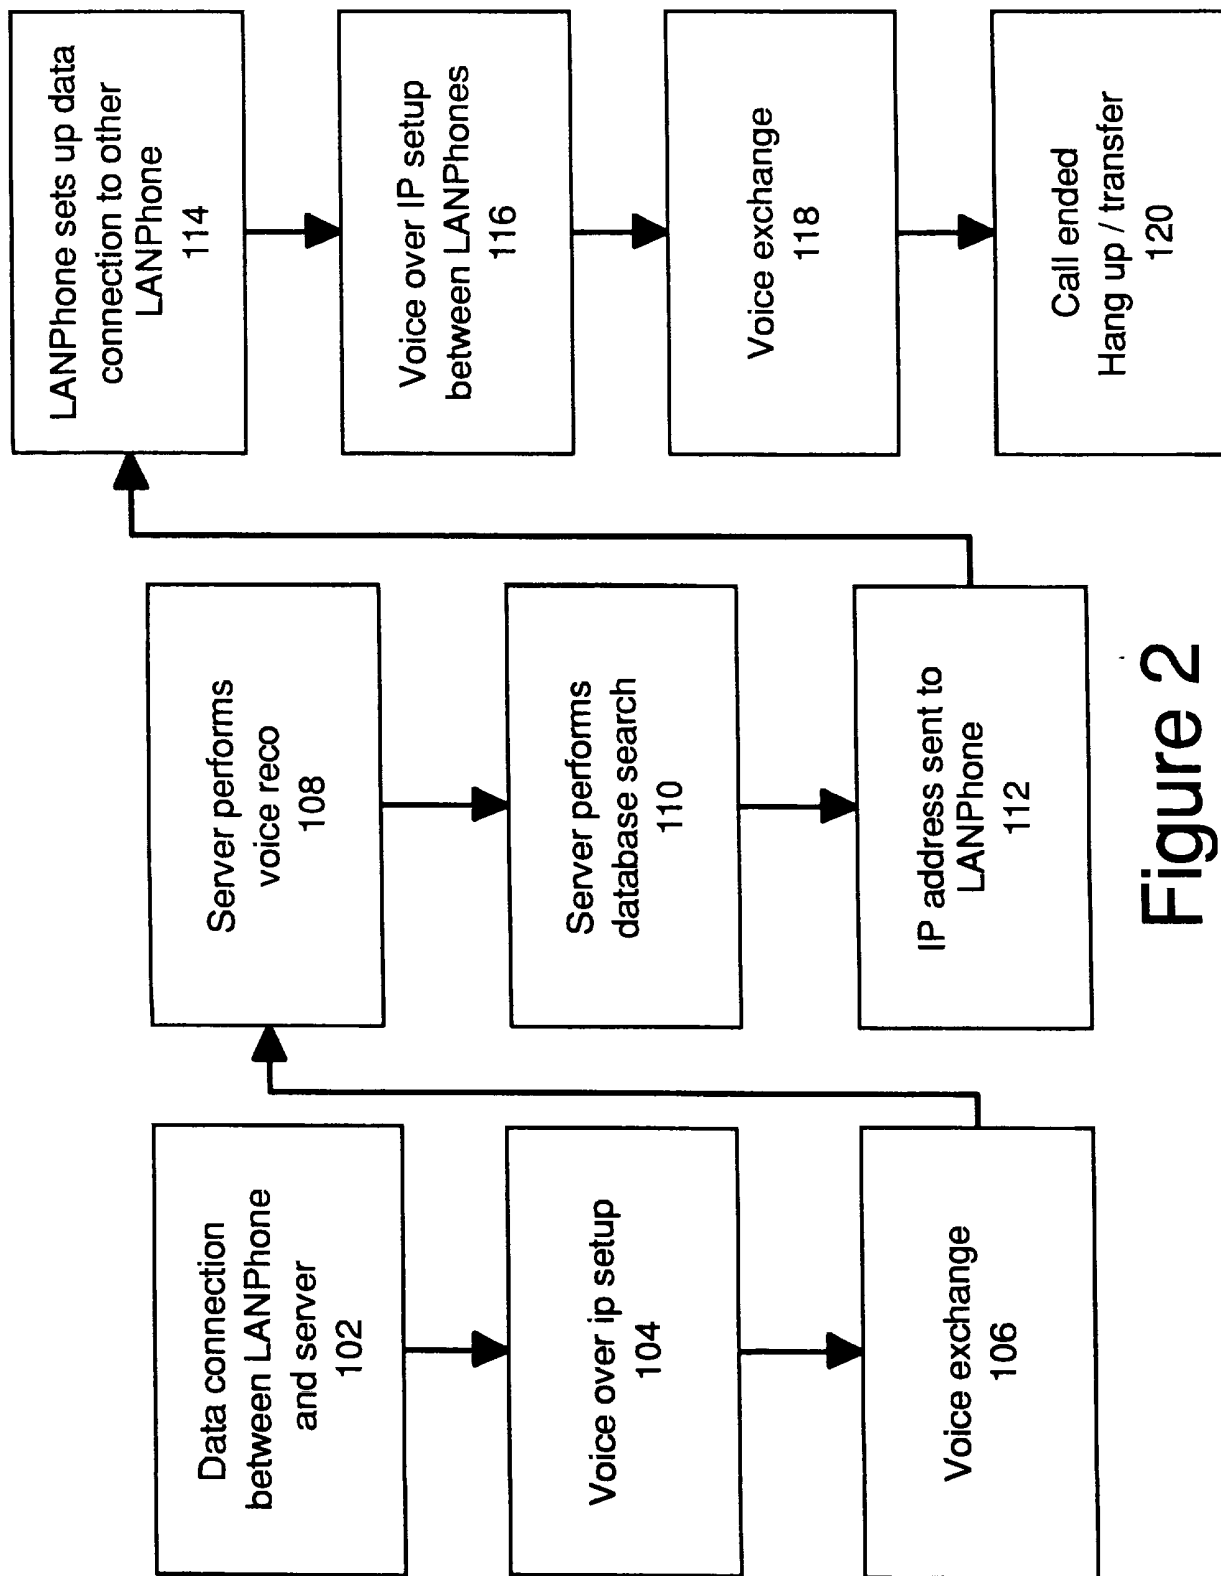 Data connection
between LANPhone
and server
102
Voice over ip setup
104
Voice exchange
106
Server performs
voice reco
108
Server performs
database search
110
IP address sent to
LANPhone
112
LANPhone sets up data
connection to other
LANPhone
114
Voice over IP setup
between LANPhones
116
Voice exchange
118
Call ended
Hang up / transfer
120
Figure 2